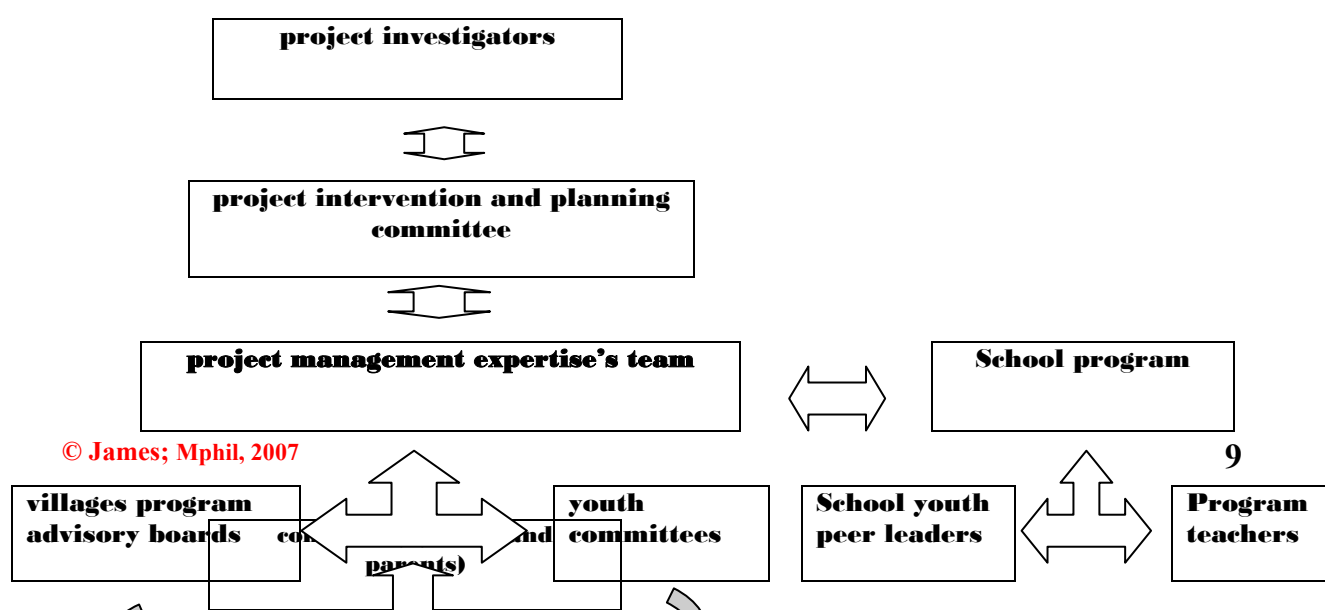 project investigators
project intervention and planning
committee
project management expertise's team
School program
© James; Mphil, 2007
9
villages program
advisory boards
youth
committees
School youth
peer leaders
Program
teachers
parents)